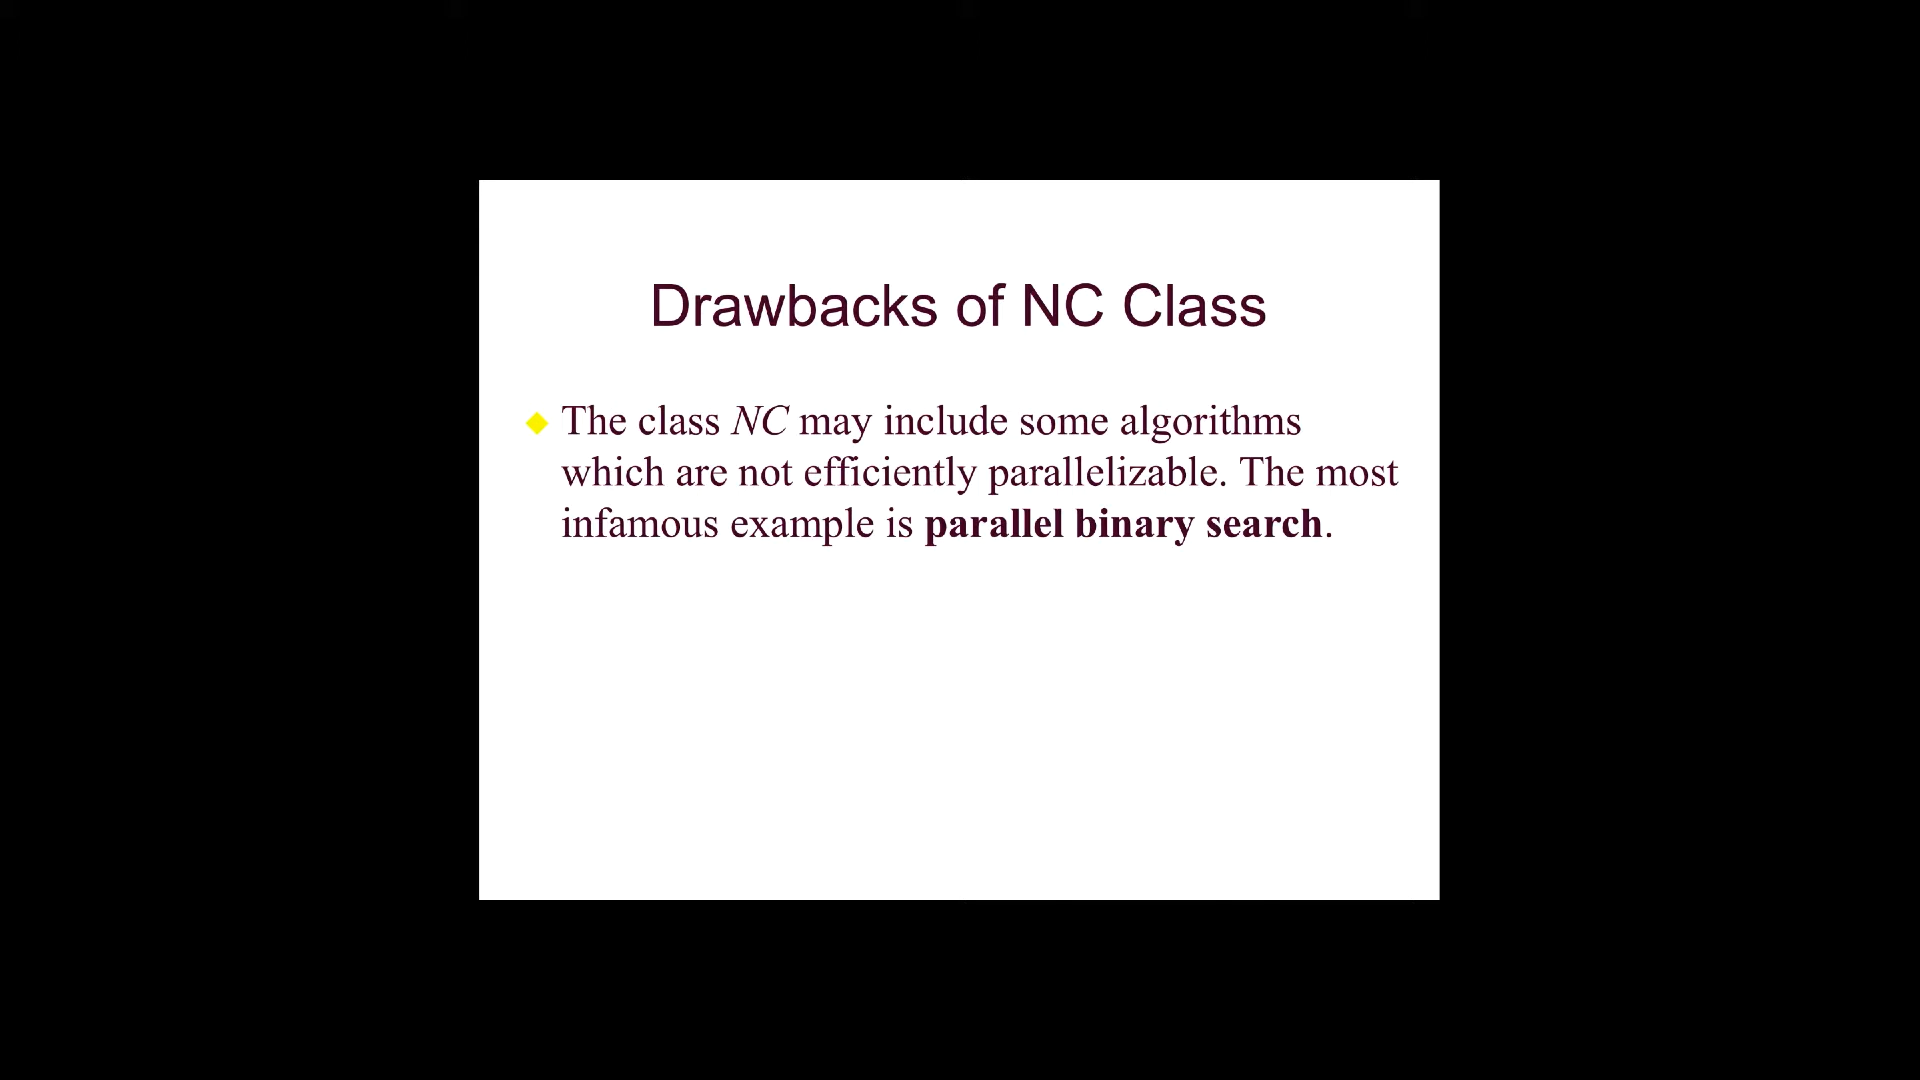 Drawbacks of NC Class
The class NC may include some algorithms
which are not efficiently parallelizable. The most
infamous example is parallel binary search.